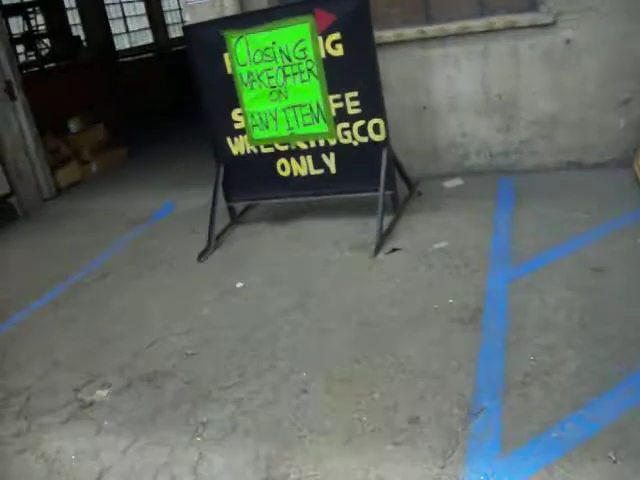 Closing
MAKE OFFER
ON
ANY ITEM
WRECKING CO
ONLY